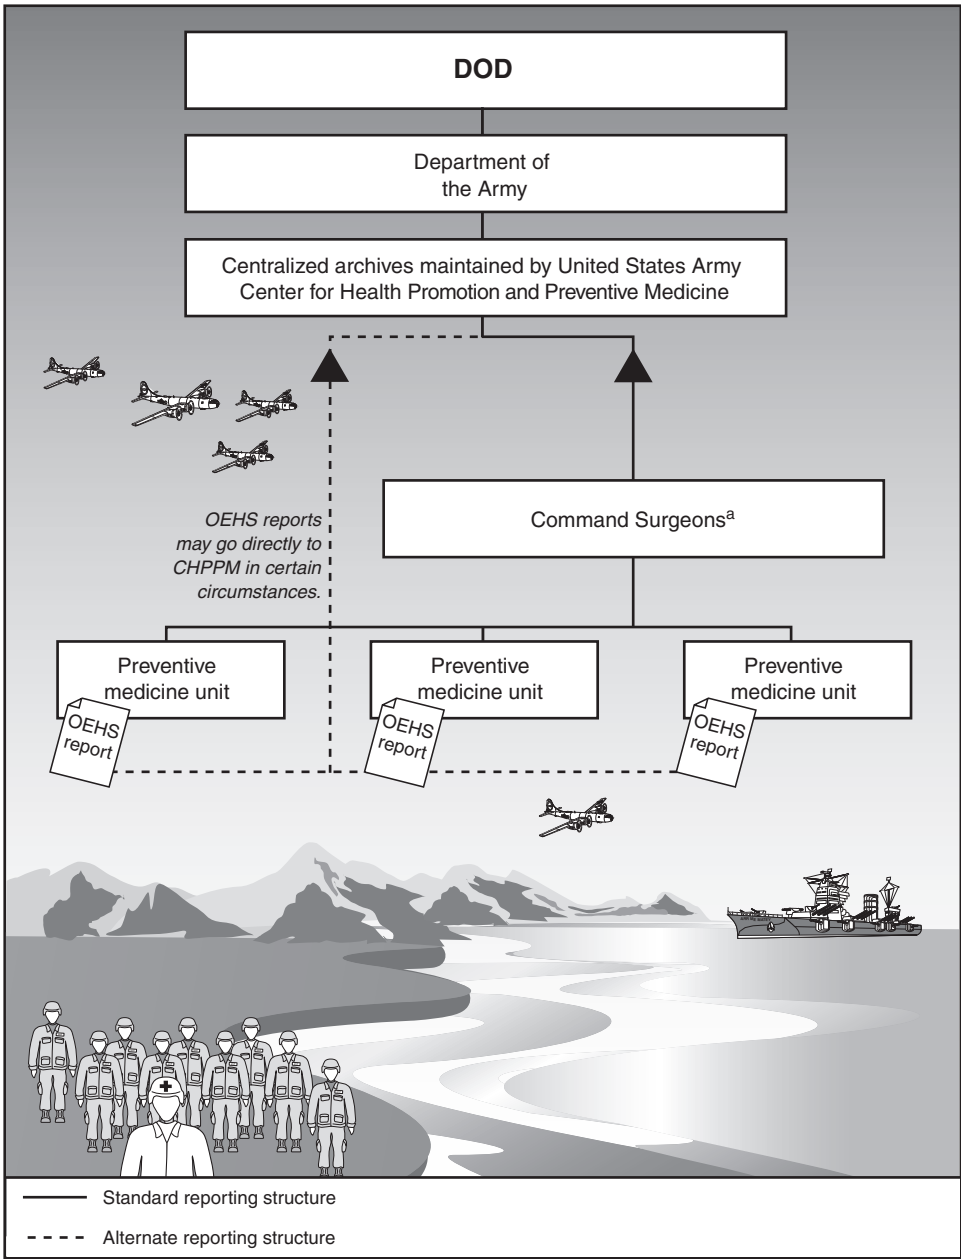 DOD
Department of
the Army
Centralized archives maintained by United States Army
Center for Health Promotion and Preventive Medicine
OEHS reports
may go directly to
CHPPM in certain
circumstances.
Command Surgeonsa
Preventive
medicine unit
OEHS
report
Preventive
medicine unit
OEHS
report
Preventive
medicine unit
OEHS
report
Standard reporting structure
Alternate reporting structure